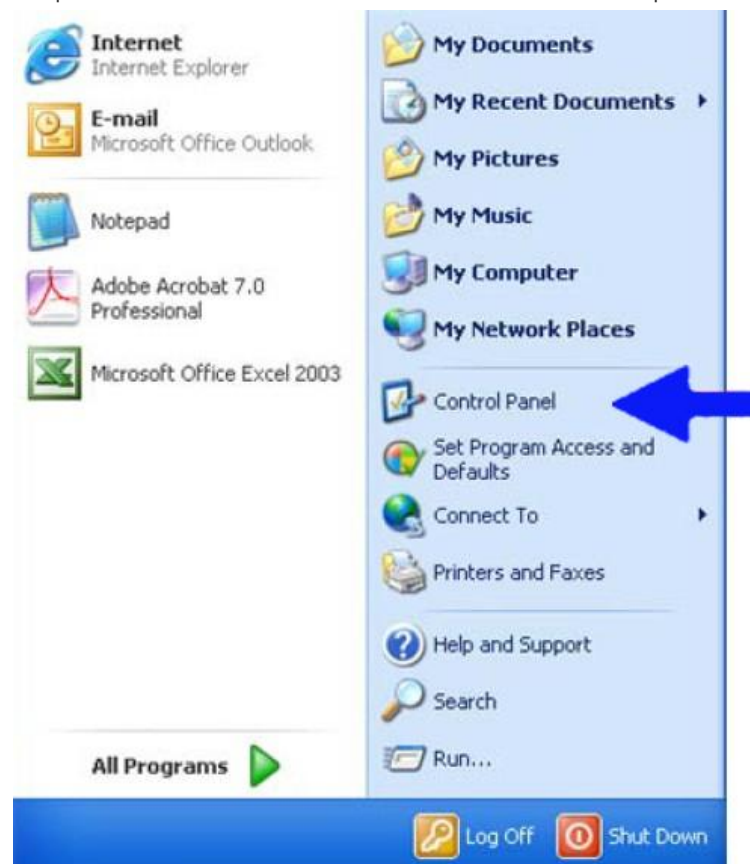 Internet
Internet Explorer
E-mail
Microsoft Office Outlook
Notepad
Adobe Acrobat 7.0
Professional
Microsoft Office Excel 2003
All Programs
My Documents
My Recent Documents
My Pictures
My Music
My Computer
My Network Places
Control Panel
Set Program Access and
Defaults
Connect To
Printers and Faxes
Help and Support
Search
Run...
Log Off
Shut Down